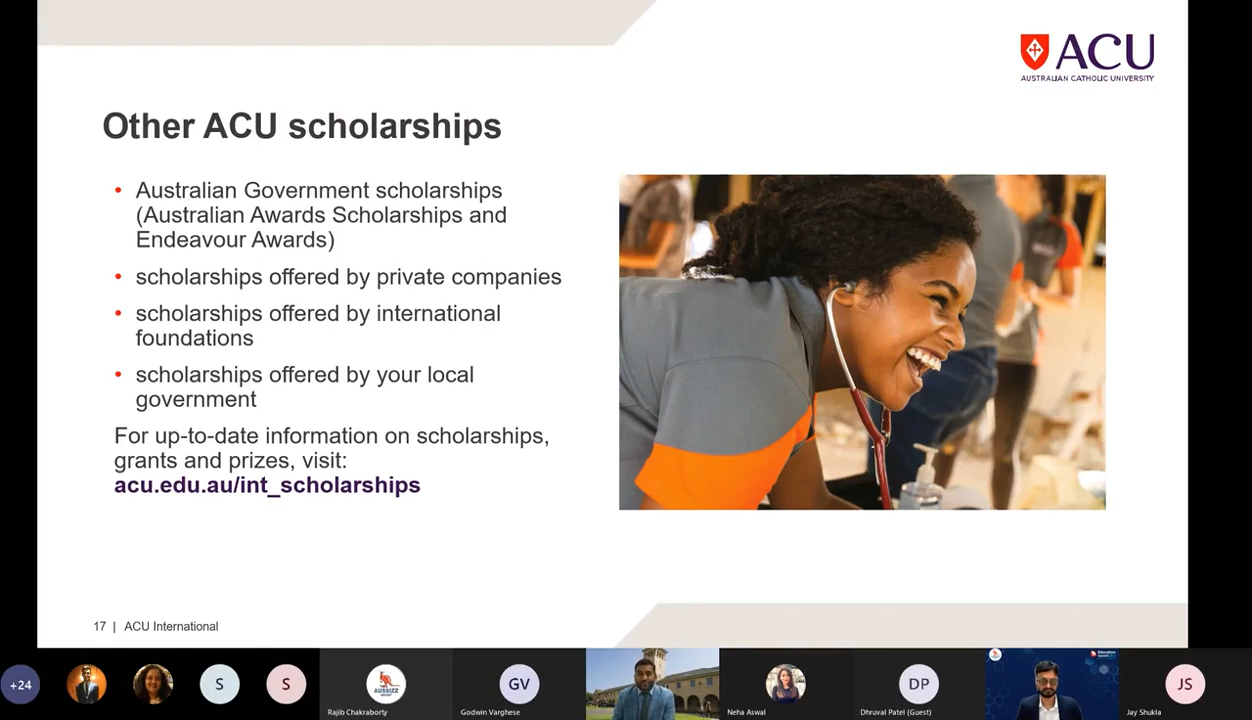 ACU
AUSTRALIAN CATHOLIC UNIVERSITY
Other ACU scholarships
• Australian Government scholarships
(Australian Awards Scholarships and
Endeavour Awards)
• scholarships offered by private companies
• scholarships offered by international
foundations
• scholarships offered by your local
government
For up-to-date information on scholarships,
grants and prizes, visit:
acu.edu.au/int_scholarships
17 | ACU International
+24
S
S
AUSSIZZ
Rajib Chakraborty
GV
Godwin Varghese
Neha Aswal
DP
Dhruval Patel (Guest)
JS
Jay Shukla